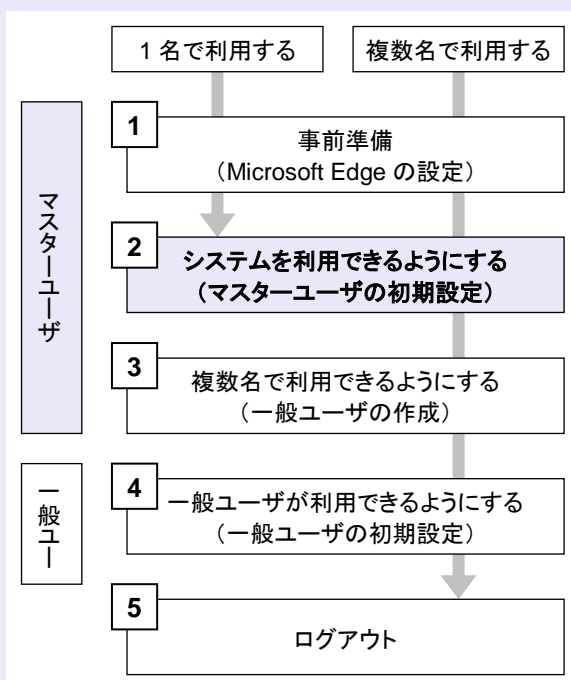 1 名で利用する
複数名で利用する
マスターユーザ
1
事前準備
（Microsoft Edge の設定）
2
システムを利用できるようにする
（マスターユーザの初期設定）
3
複数名で利用できるようにする
（一般ユーザの作成）
一般ユー
4
一般ユーザが利用できるようにする
（一般ユーザの初期設定）
5
ログアウト